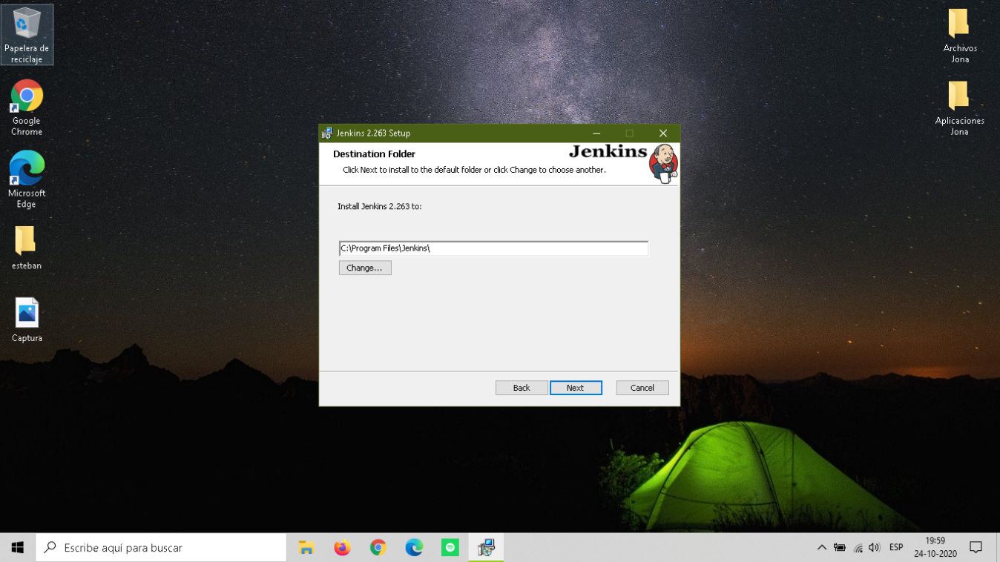 Papelera de
reciclaje
Google
Chrome
Microsoft
Edge
esteban
Captura
Archivos
Jona
Aplicaciones
Jona
Jenkins 2.263 Setup
Destination Folder
Jenkins
Click Next to install to the default folder or click Change to choose another.
Install Jenkins 2.263 to:
C:\Program Files\Jenkins\
Change...
Back
Next
Cancel
Escribe aquí para buscar
ESP
19:59
24-10-2020